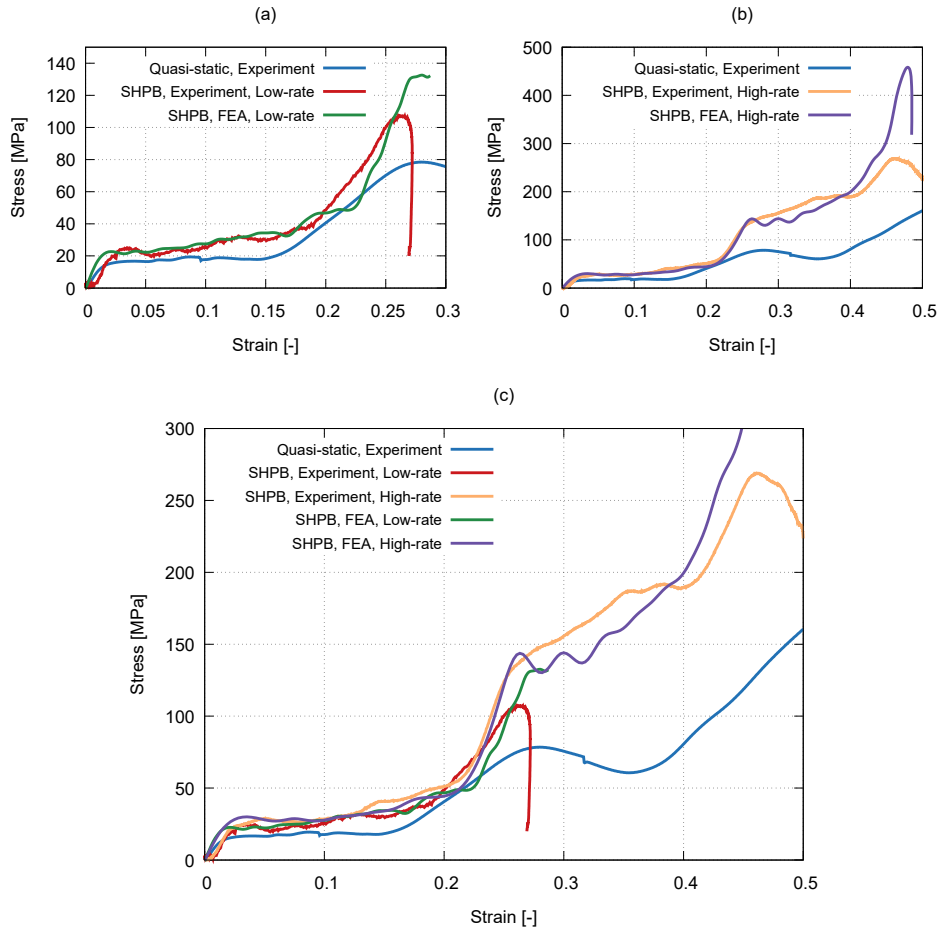 (a)
Stress [MPa]
140
120
100
80
60
40
20
0
Quasi-static, Experiment
SHPB, Experiment, Low-rate
SHPB, FEA, Low-rate
0 0.05 0.1 0.15 0.2 0.25 0.3
Strain [-]
(b)
Stress [MPa]
500
400
300
200
100
0
Quasi-static, Experiment
SHPB, Experiment, High-rate
SHPB, FEA, High-rate
0 0.1 0.2 0.3 0.4 0.5
Strain [-]
(c)
Stress [MPa]
300
250
200
150
100
50
0
Quasi-static, Experiment
SHPB, Experiment, Low-rate
SHPB, Experiment, High-rate
SHPB, FEA, Low-rate
SHPB, FEA, High-rate
0 0.1 0.2 0.3 0.4 0.5
Strain [-]